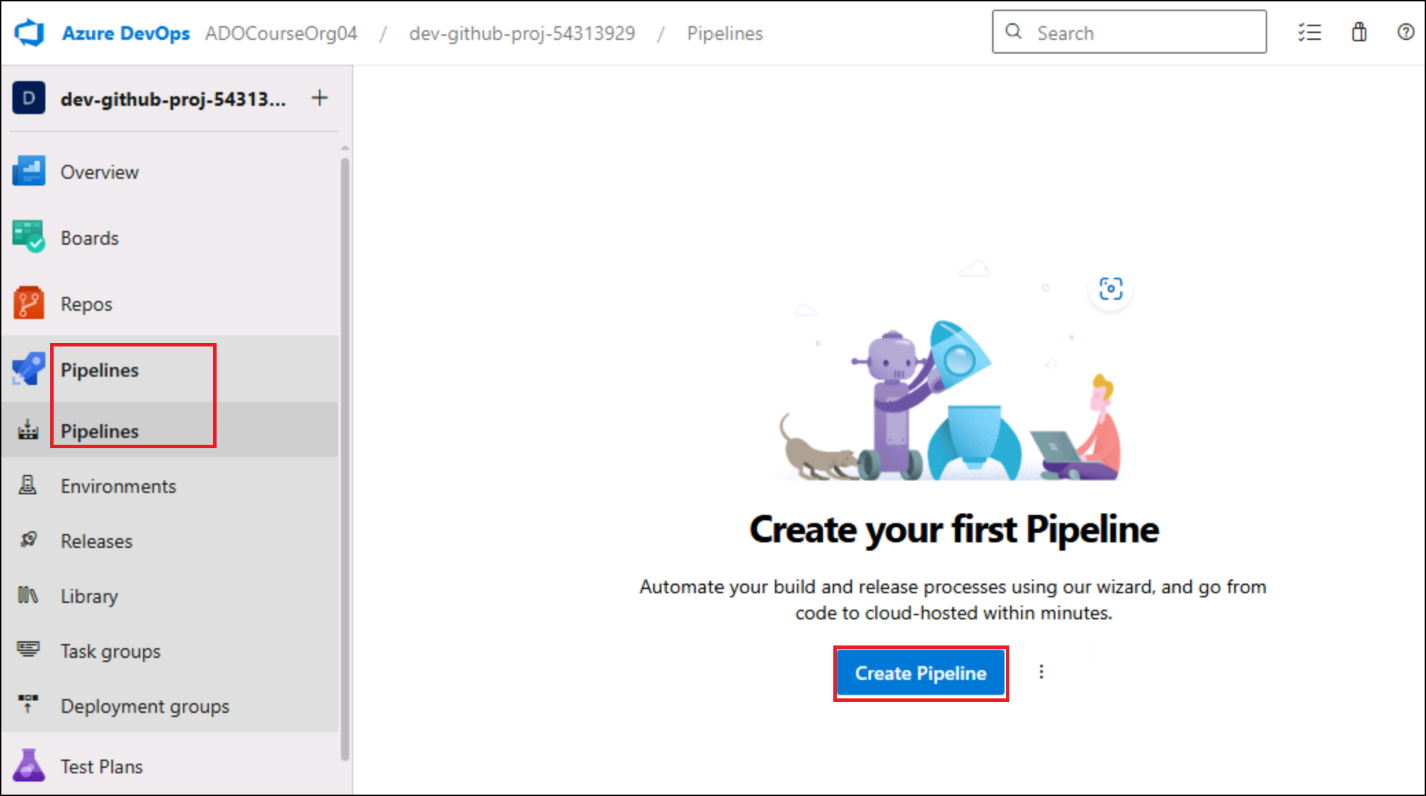 Azure DevOps ADOCourseOrg04 / dev-github-proj-54313929 / Pipelines
Search
D dev-github-proj-54313... +
Overview
Boards
Repos
Pipelines
Pipelines
Environments
Releases
Library
Task groups
Deployment groups
Test Plans
Create your first Pipeline
Automate your build and release processes using our wizard, and go from
code to cloud-hosted within minutes.
Create Pipeline